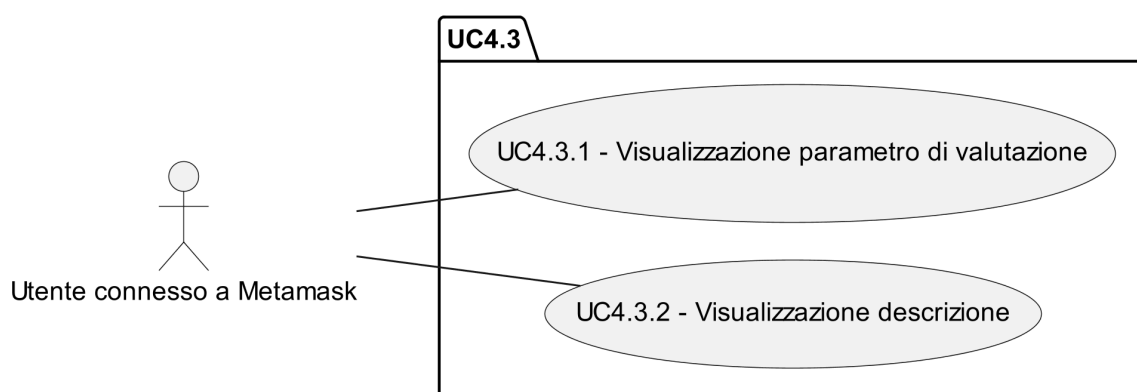 UC4.3
UC4.3.1 - Visualizzazione parametro di valutazione
Utente connesso a Metamask
UC4.3.2 - Visualizzazione descrizione